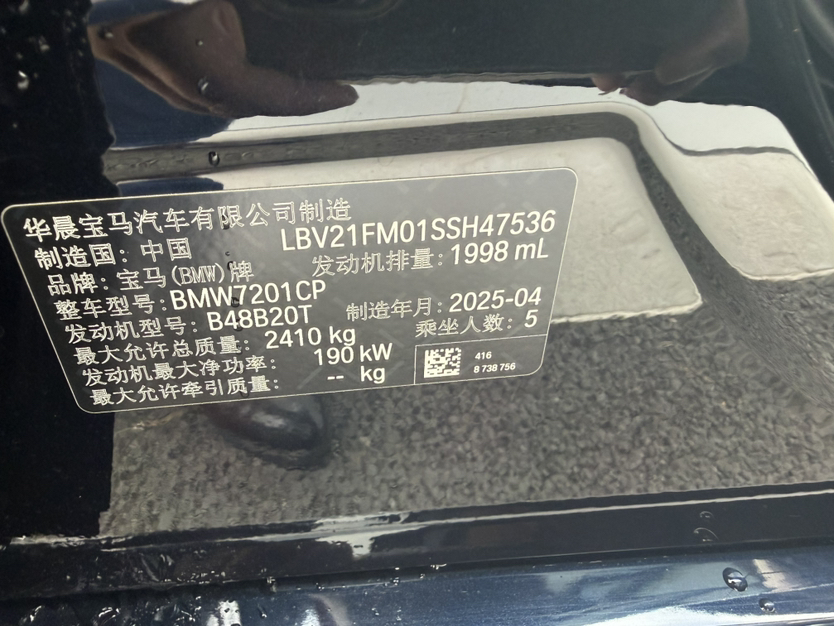 华晨宝马汽车有限公司制造
制造国: 中国 LBV21FM01SSH47536
品牌: 宝马(BMW)牌 发动机排量: 1998 mL
整车型号: BMW7201CP 制造年月: 2025-04
发动机型号: B48B20T 乘坐人数: 5
最大允许总质量: 2410 kg
发动机最大净功率: 190 kW
最大允许牵引质量: -- kg
416
8 738 756